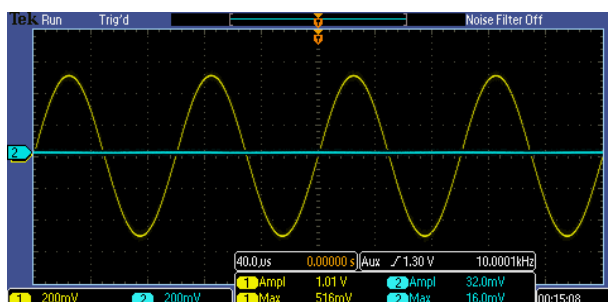 Tek Run Trig'd Noise Filter Off
2
40.0µs 0.00000 s Aux 1.30 V 10.0001kHz
1 Ampl 1.01 V 2 Ampl 32.0mV
1 200mV 2 200mV 1 Max 516mV 2 Max 16.0mV 00:15:08